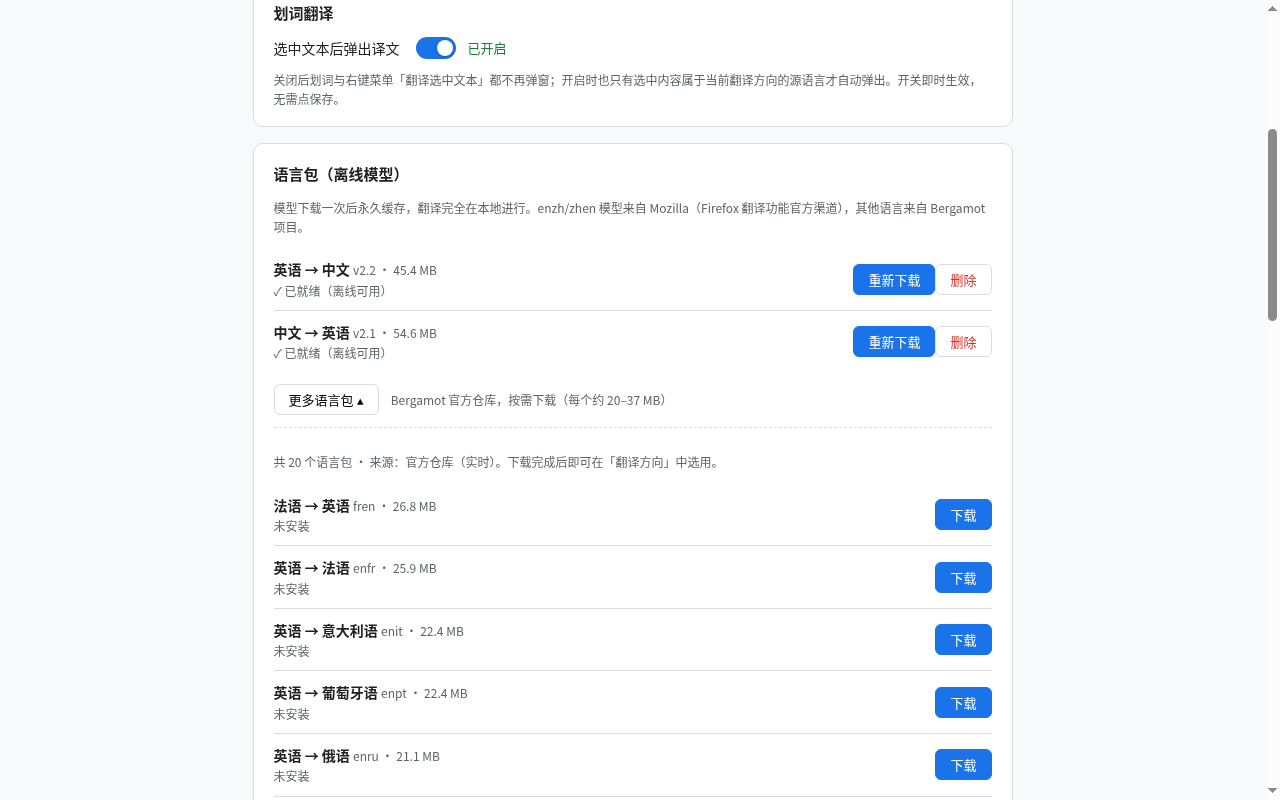 划词翻译
选中文本后弹出译文 已开启
关闭后划词与右键菜单「翻译选中文本」都不再弹窗；开启时也只有选中内容属于当前翻译方向的源语言才自动弹出。开关即时生效，
无需点保存。
语言包（离线模型）
模型下载一次后永久缓存，翻译完全在本地进行。enzh/zhen 模型来自 Mozilla（Firefox 翻译功能官方渠道），其他语言来自 Bergamot
项目。
英语 → 中文 v2.2 · 45.4 MB
✓ 已就绪（离线可用）
重新下载 删除
中文 → 英语 v2.1 · 54.6 MB
✓ 已就绪（离线可用）
重新下载 删除
更多语言包 ▴ Bergamot 官方仓库，按需下载（每个约 20–37 MB）
共 20 个语言包 · 来源：官方仓库（实时）。下载完成后即可在「翻译方向」中选用。
法语 → 英语 fren · 26.8 MB
未安装
下载
英语 → 法语 enfr · 25.9 MB
未安装
下载
英语 → 意大利语 enit · 22.4 MB
未安装
下载
英语 → 葡萄牙语 enpt · 22.4 MB
未安装
下载
英语 → 俄语 enru · 21.1 MB
未安装
下载